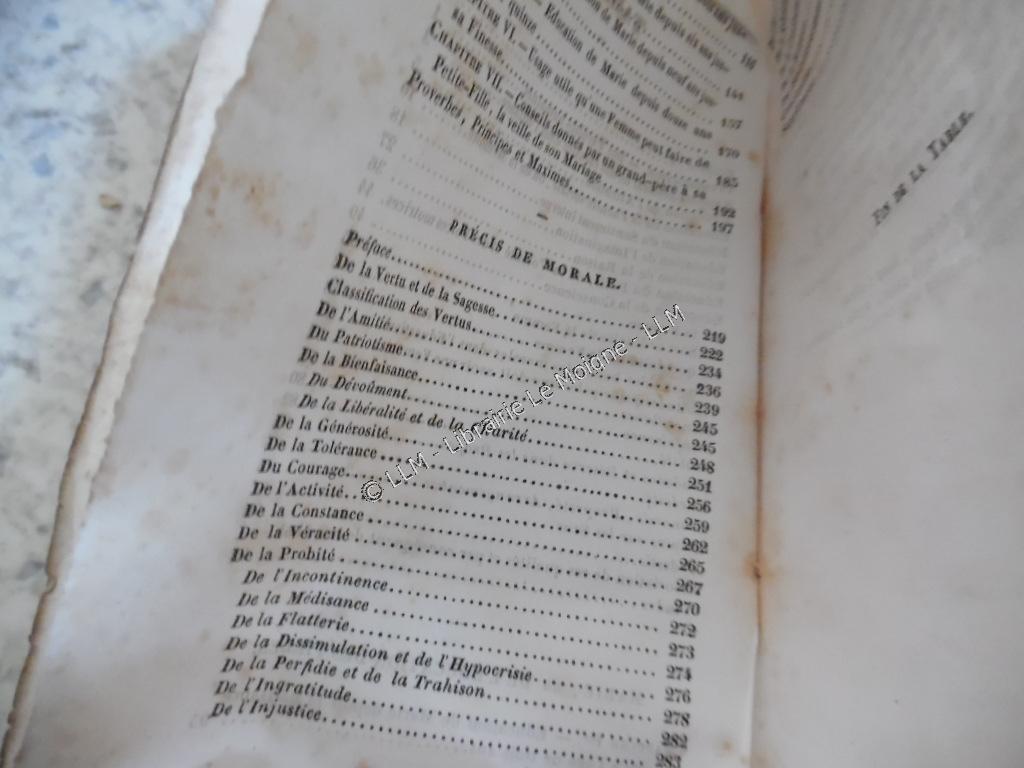 depuis six ans jus-
144
de Marie depuis neuf ans jus-
157
CHAPITRE VI. — Éducation de Marie depuis douze ans
quinze 170
CHAPITRE VII. — Usage utile qu'une Femme peut faire de
sa Vinesse 185
Conseils donnés par un grand-père à sa
Petite-Fille, la veille de son Mariage 192
Proverbes, Principes et Maximes 197
PRÉCIS DE MORALE.
Préface 219
De la Vertu et de la Sagesse 222
Classification des Vertus 234
De l'Amitié 236
Du Patriotisme 239
De la Bienfaisance 245
Du Dévoûment 245
De la Libéralité et de la Charité 248
De la Générosité 251
De la Tolérance 256
Du Courage 259
De l'Activité 262
De la Constance 265
De la Véracité 267
De la Probité 270
De l'Incontinence 272
De la Médisance 273
De la Flatterie 274
De la Dissimulation et de l'Hypocrisie 276
De la Perfidie et de la Trahison 278
De l'Ingratitude 282
De l'Injustice 283
FIN DE LA TABLE.
© LLM - Librairie Le Moigne - LLM